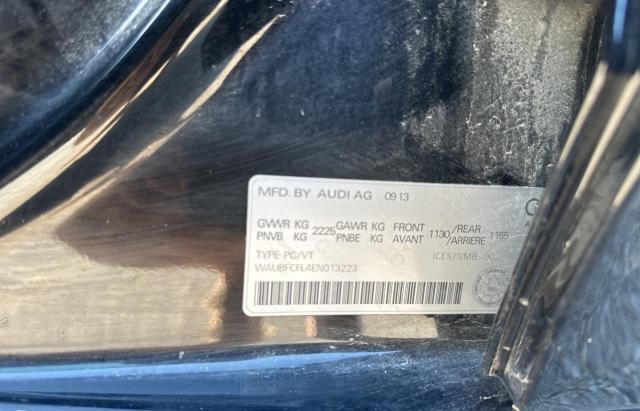 MFD. BY AUDI AG 09 13
GVWR KG 2225 GAWR KG FRONT 1130 /REAR 1155
PNVB KG PNBE KG AVANT /ARRIERE
TYPE PC/VT ICES/NMB-002
WAUBFCFL4EN013223